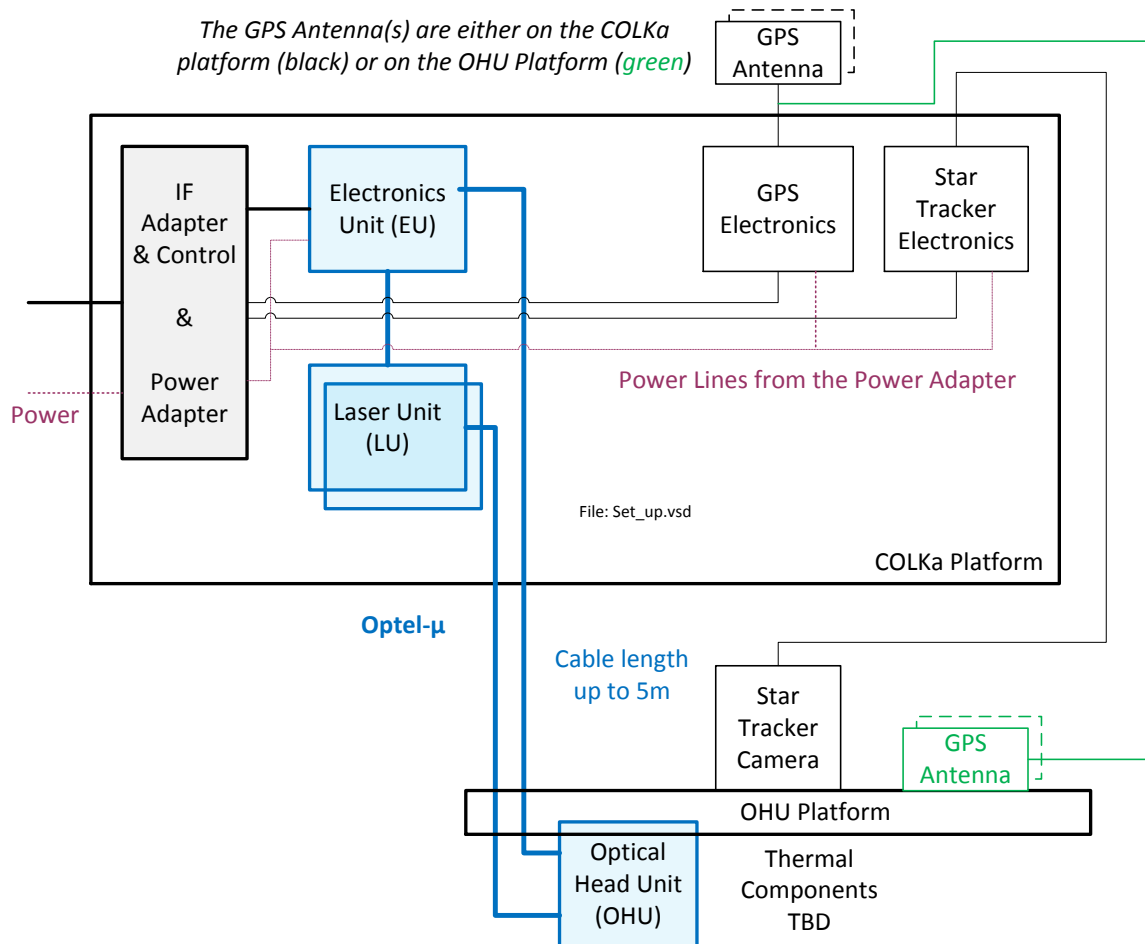 The GPS Antenna(s) are either on the COLKa
platform (black) or on the OHU Platform (green)
GPS
Antenna
IF
Adapter
& Control
&
Power
Adapter
Electronics
Unit (EU)
GPS
Electronics
Star
Tracker
Electronics
Power
Power Lines from the Power Adapter
Laser Unit
(LU)
File: Set_up.vsd
COLKa Platform
Optel-μ
Cable length
up to 5m
Star
Tracker
Camera
GPS
Antenna
OHU Platform
Optical
Head Unit
(OHU)
Thermal
Components
TBD